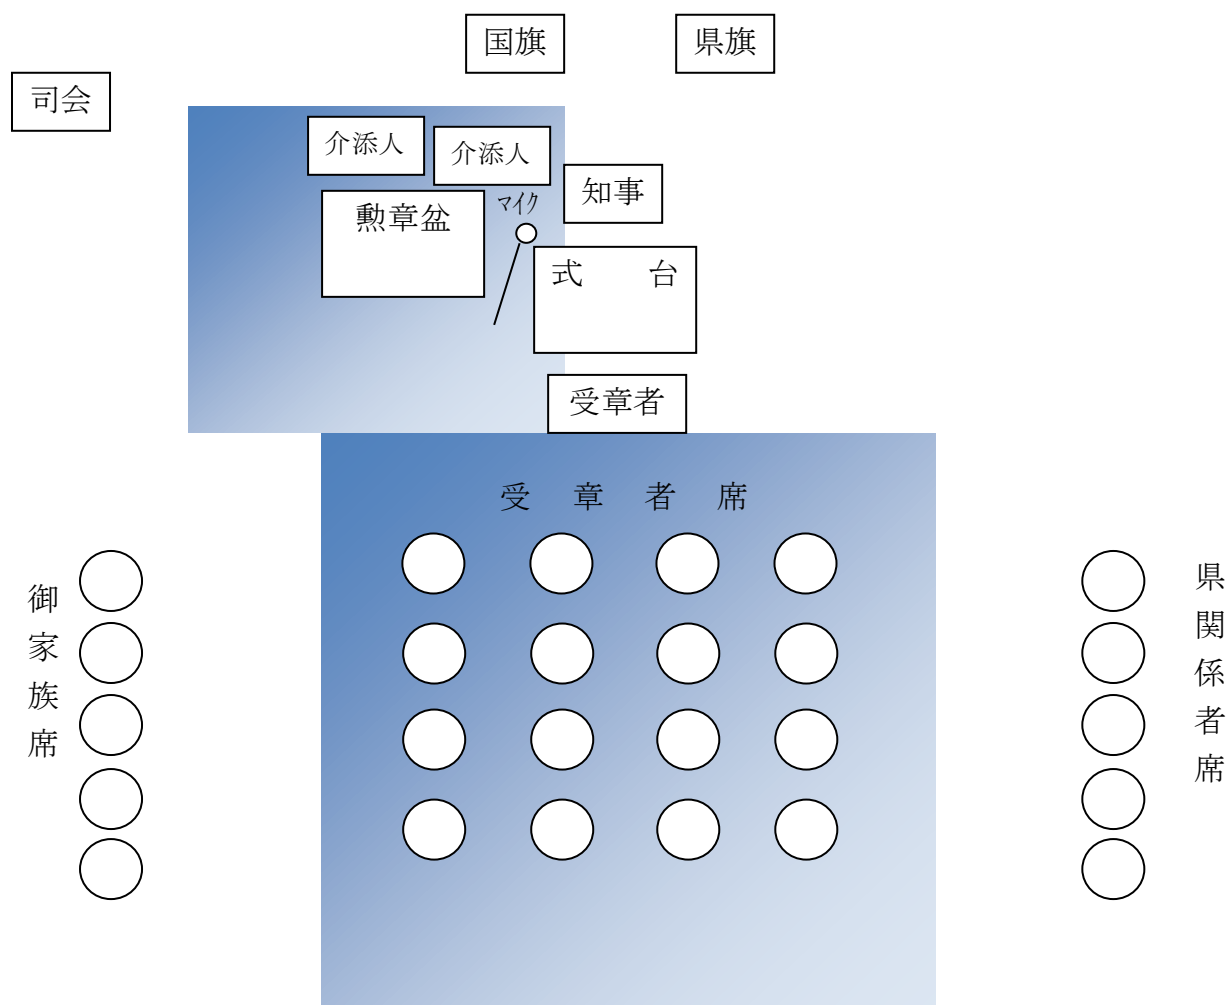 国旗
県旗
司会
介添人
介添人
知事
勲章盆
ﾏｲｸ
式　　台
受章者
受　章　者　席
御家族席
県関係者席